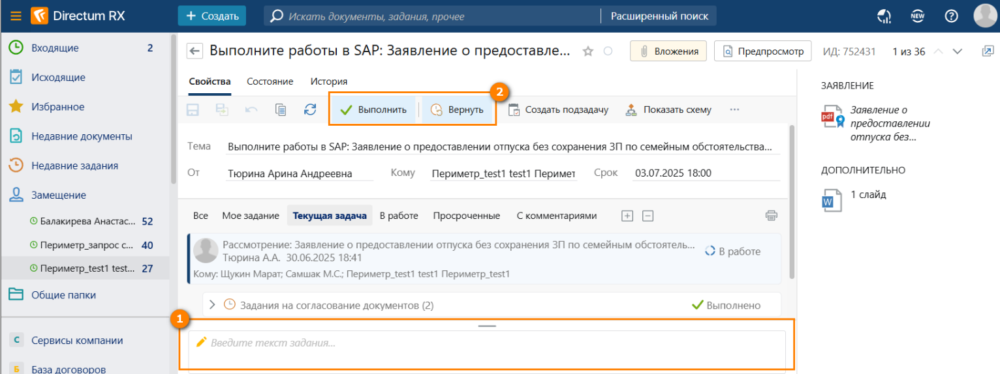 Directum RX
+ Создать
Искать документы, задания, прочее
Расширенный поиск
NEW
Входящие 2
Исходящие
Избранное
Недавние документы
Недавние задания
Замещение
Балакирева Анастас... 52
Периметр_запрос с... 40
Периметр_test1 test... 27
Общие папки
С Сервисы компании
Б База договоров
Выполните работы в SAP: Заявление о предоставле...
Вложения
Предпросмотр
ИД: 752431
1 из 36
Свойства Состояние История
2
Выполнить Вернуть Создать подзадачу Показать схему ...
Тема Выполните работы в SAP: Заявление о предоставлении отпуска без сохранения ЗП по семейным обстоятельства...
От Тюрина Арина Андреевна Кому Периметр_test1 test1 Перимет Срок 03.07.2025 18:00
Все Мое задание Текущая задача В работе Просроченные С комментариями
Рассмотрение: Заявление о предоставлении отпуска без сохранения ЗП по семейным обстоятель...
Тюрина А.А. 30.06.2025 18:41
В работе
Кому: Щукин Марат; Самшак М.С.; Периметр_test1 test1 Периметр_test1
Задания на согласование документов (2) Выполнено
1
Введите текст задания...
ЗАЯВЛЕНИЕ
pdf
Заявление о
предоставлении
отпуска без...
ДОПОЛНИТЕЛЬНО
W
1 слайд